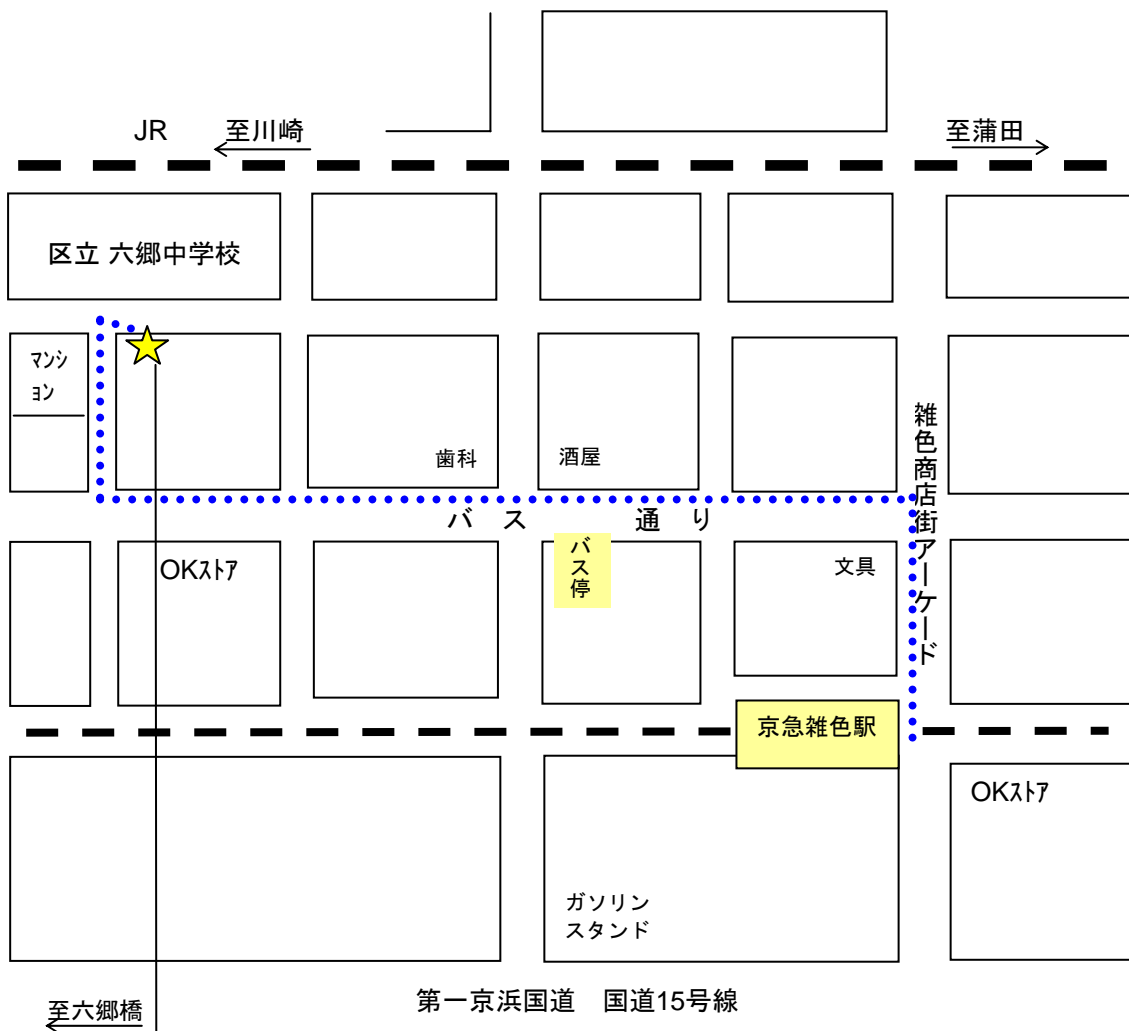 JR
至川崎
至蒲田
区立 六郷中学校
マンシ
ョン
歯科
酒屋
雑色商店街アーケード
バス 通り
OKストア
バス停
文具
京急雑色駅
OKストア
ガソリン
スタンド
第一京浜国道 国道15号線
至六郷橋